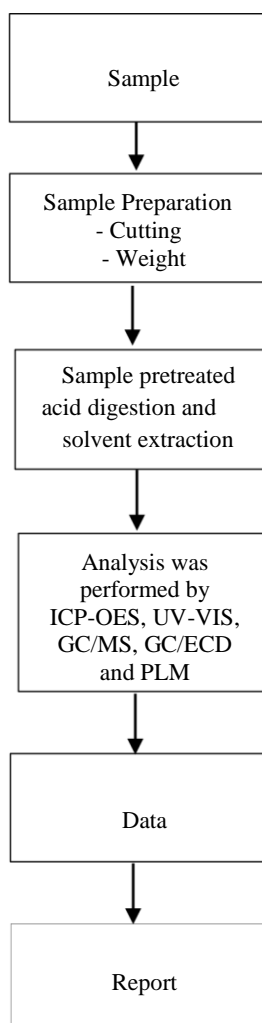 Sample
Sample Preparation
- Cutting
- Weight
Sample pretreated
acid digestion and
solvent extraction
Analysis was
performed by
ICP-OES, UV-VIS,
GC/MS, GC/ECD
and PLM
Data
Report